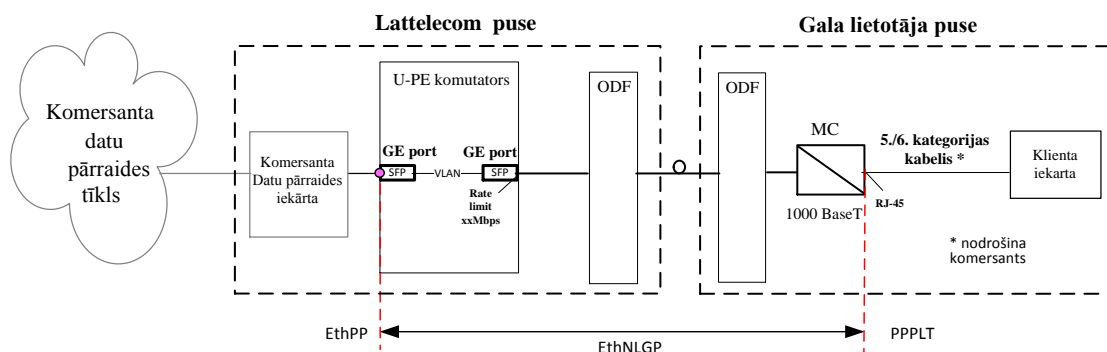 Lattelecom puse
Gala lietotāja puse
U-PE komutators
ODF
ODF
Komersanta
datu
pārraides
tīkls
Komersanta
Datu pārraides
iekārta
GE port
GE port
SFP
VLAN
SFP
Rate
limit
xxMbps
MC
1000 BaseT
5./6. kategorijas
kabelis *
RJ-45
Klienta
iekarta
* nodrošina
komersants
EthPP
EthNLGP
PPPLT